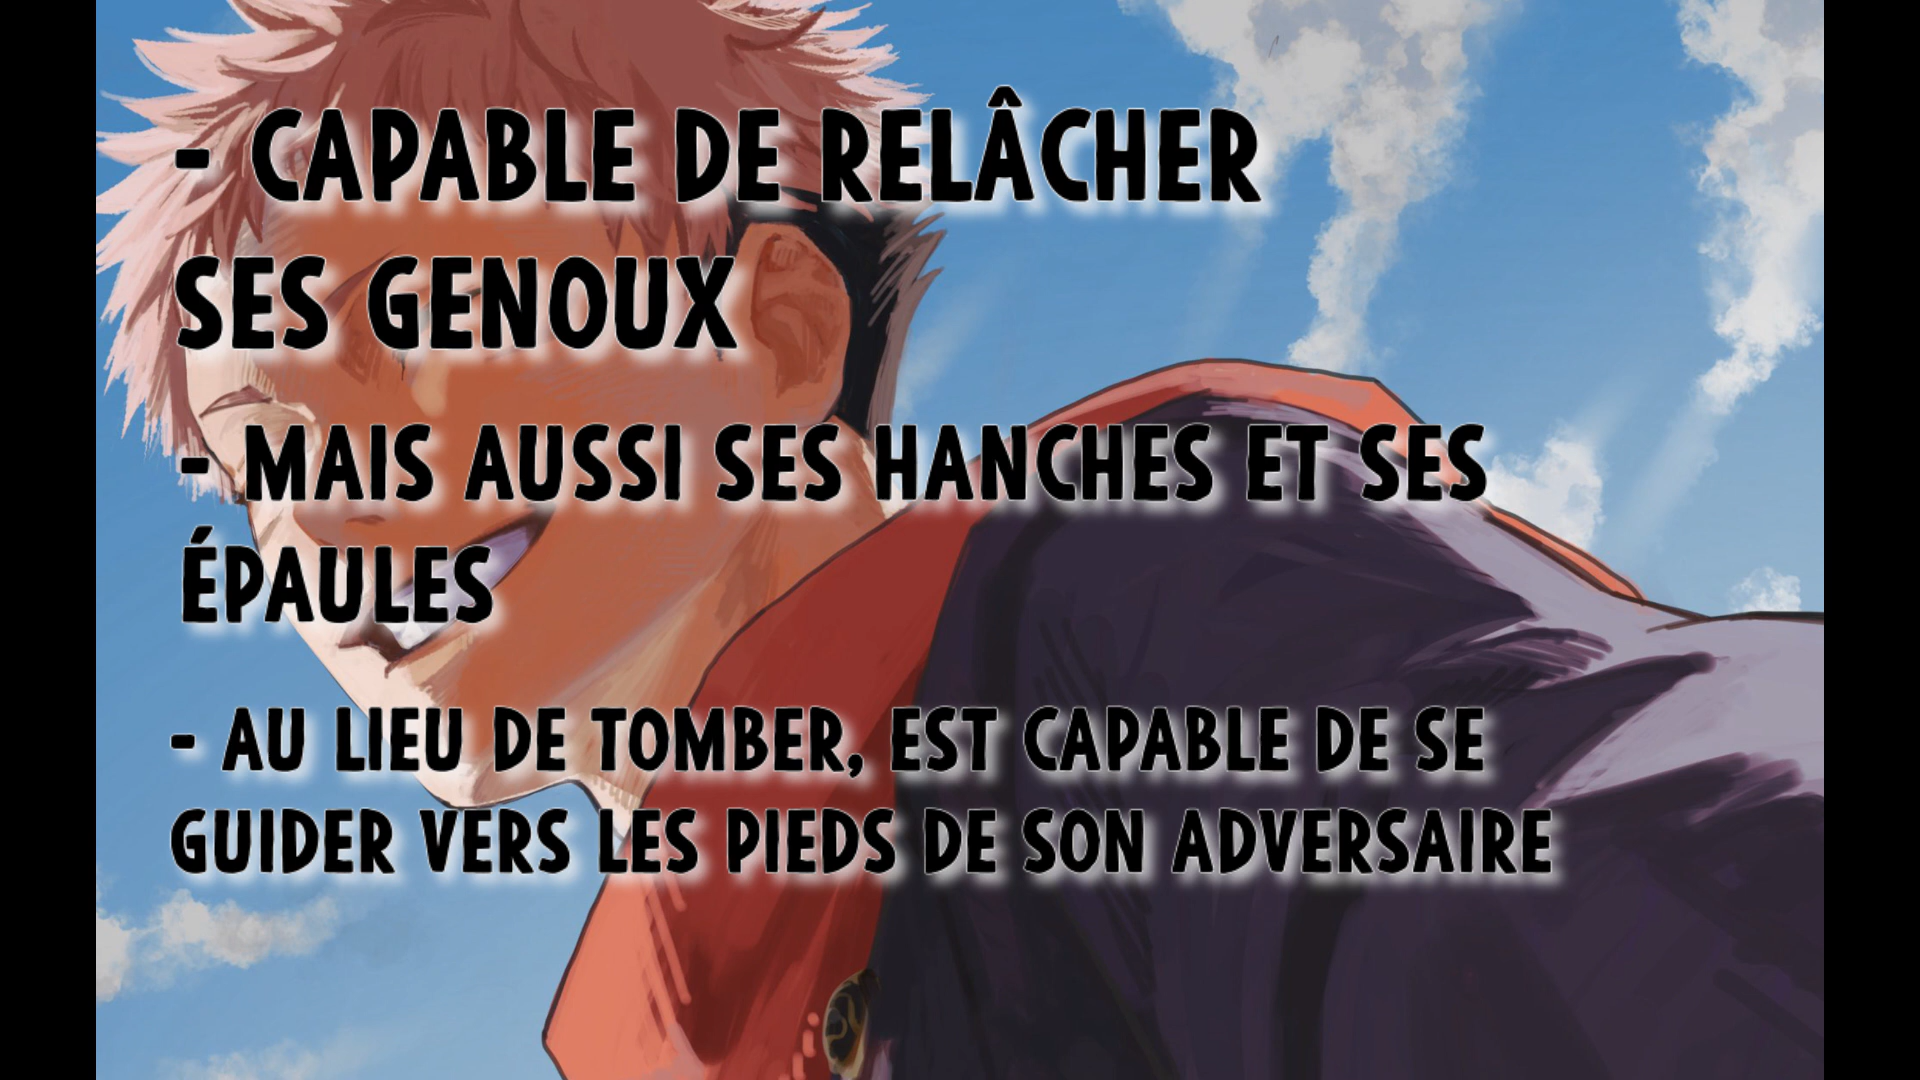 - CAPABLE DE RELÂCHER
SES GENOUX
- MAIS AUSSI SES HANCHES ET SES
ÉPAULES
- AU LIEU DE TOMBER, EST CAPABLE DE SE
GUIDER VERS LES PIEDS DE SON ADVERSAIRE